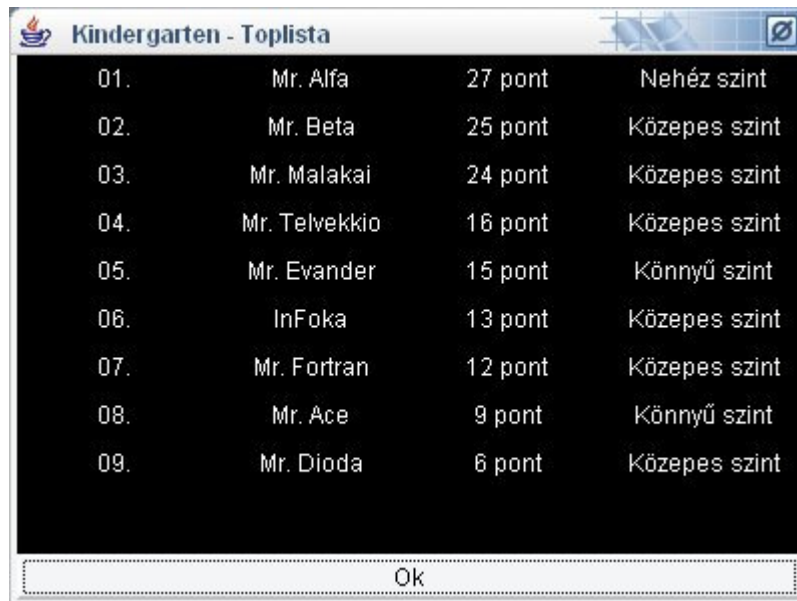 Kindergarten - Toplista
01. Mr. Alfa 27 pont Nehéz szint
02. Mr. Beta 25 pont Közepes szint
03. Mr. Malakai 24 pont Közepes szint
04. Mr. Telvekkio 16 pont Közepes szint
05. Mr. Evander 15 pont Könnyű szint
06. InFoka 13 pont Közepes szint
07. Mr. Fortran 12 pont Közepes szint
08. Mr. Ace 9 pont Könnyű szint
09. Mr. Dioda 6 pont Közepes szint
Ok